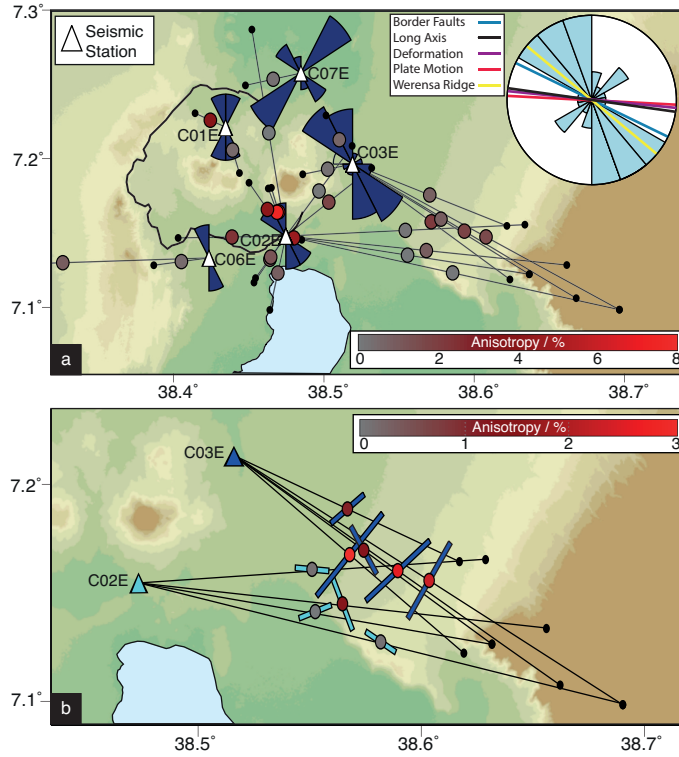 7.3°
7.2°
7.1°
Seismic
Station
C07E
C01E
C03E
C02E
C06E
Border Faults
Long Axis
Deformation
Plate Motion
Werensa Ridge
Anisotropy / %
0 2 4 6 8
a
38.4° 38.5° 38.6° 38.7°
Anisotropy / %
0 1 2 3
C03E
7.2°
C02E
7.1°
b
38.5° 38.6° 38.7°